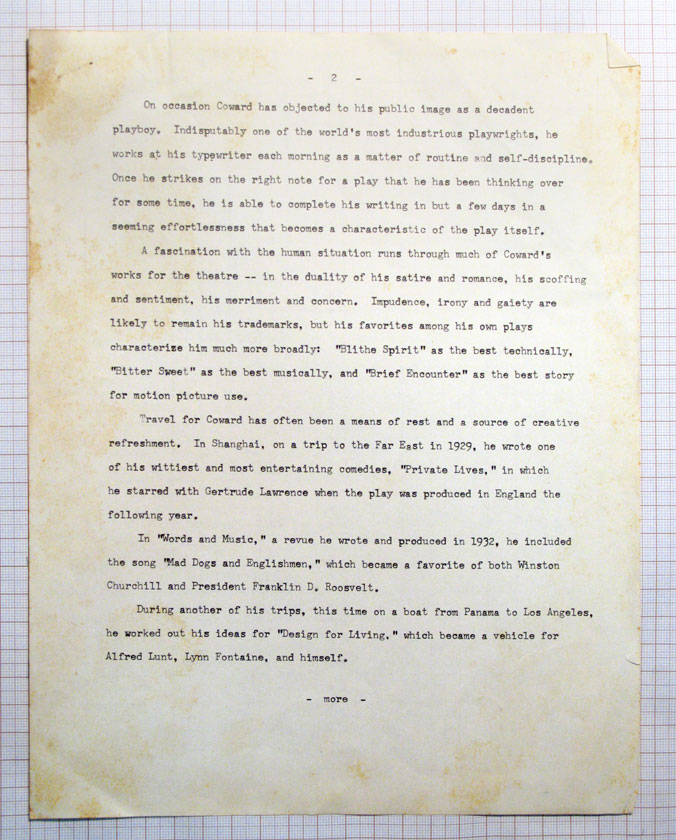 - 2 -
On occasion Coward has objected to his public image as a decadent
playboy. Indisputably one of the world's most industrious playwrights, he
works at his typewriter each morning as a matter of routine and self-discipline.
Once he strikes on the right note for a play that he has been thinking over
for some time, he is able to complete his writing in but a few days in a
seeming effortlessness that becomes a characteristic of the play itself.
A fascination with the human situation runs through much of Coward's
works for the theatre -- in the duality of his satire and romance, his scoffing
and sentiment, his merriment and concern. Impudence, irony and gaiety are
likely to remain his trademarks, but his favorites among his own plays
characterize him much more broadly: "Blithe Spirit" as the best technically,
"Bitter Sweet" as the best musically, and "Brief Encounter" as the best story
for motion picture use.
Travel for Coward has often been a means of rest and a source of creative
refreshment. In Shanghai, on a trip to the Far East in 1929, he wrote one
of his wittiest and most entertaining comedies, "Private Lives," in which
he starred with Gertrude Lawrence when the play was produced in England the
following year.
In "Words and Music," a revue he wrote and produced in 1932, he included
the song "Mad Dogs and Englishmen," which became a favorite of both Winston
Churchill and President Franklin D. Roosvelt.
During another of his trips, this time on a boat from Panama to Los Angeles,
he worked out his ideas for "Design for Living," which became a vehicle for
Alfred Lunt, Lynn Fontaine, and himself.
- more -